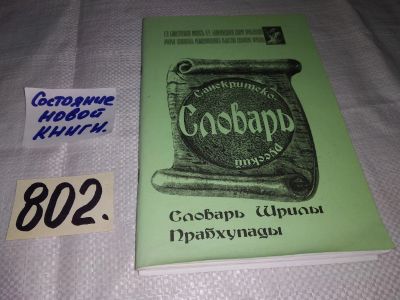 Состояние
новой
книги.
802.
Санскритско
Словарь
русский
Словарь Шрилы
Прабхупады